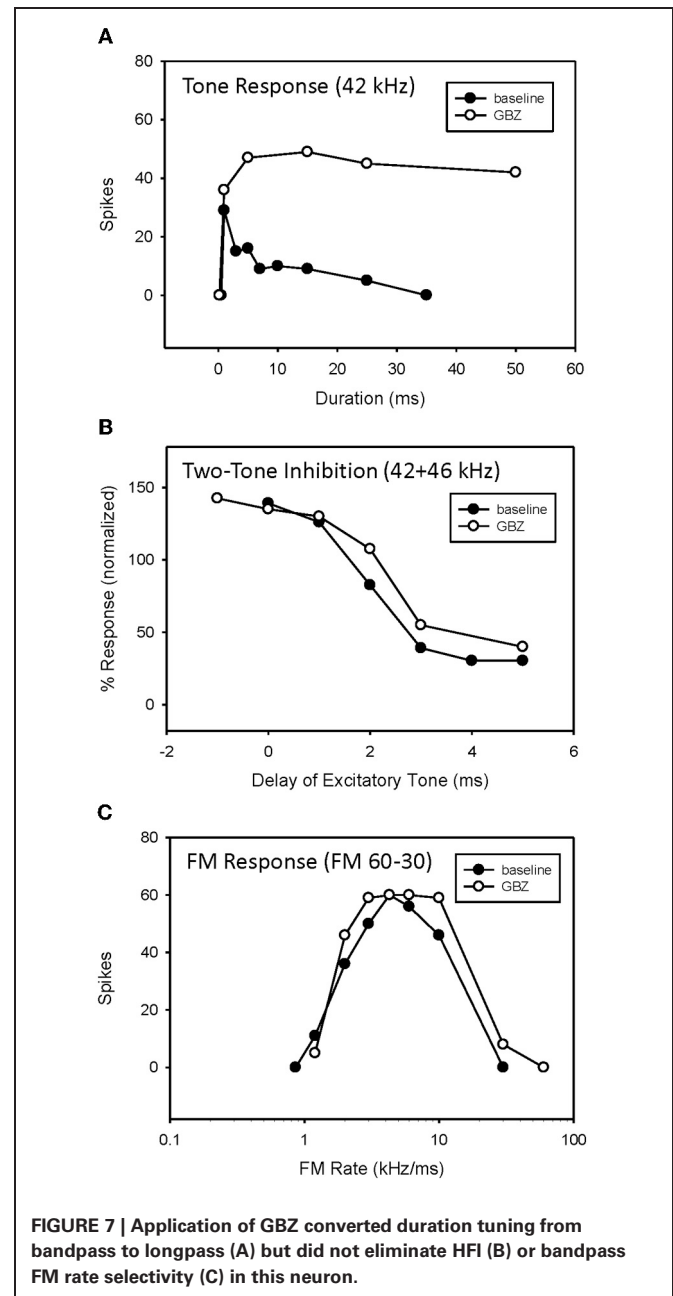 A
80
60
40
20
0
Spikes
Tone Response (42 kHz)
baseline
GBZ
0 10 20 30 40 50 60
Duration (ms)
B
150
100
50
0
% Response (normalized)
Two-Tone Inhibition (42+46 kHz)
baseline
GBZ
-2 0 2 4 6
Delay of Excitatory Tone (ms)
C
80
60
40
20
0
Spikes
FM Response (FM 60-30)
baseline
GBZ
0.1 1 10 100
FM Rate (kHz/ms)
FIGURE 7 | Application of GBZ converted duration tuning from
bandpass to longpass (A) but did not eliminate HFI (B) or bandpass
FM rate selectivity (C) in this neuron.